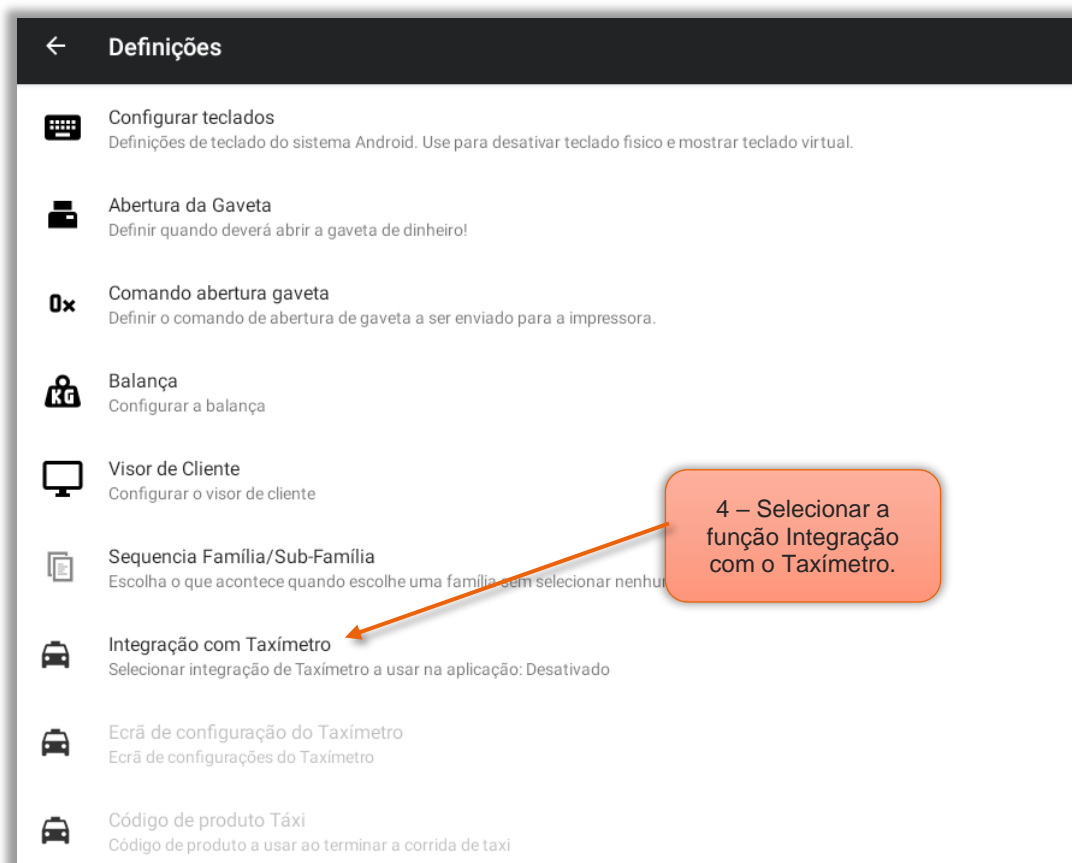 Definições
Configurar teclados
Definições de teclado do sistema Android. Use para desativar teclado fisico e mostrar teclado virtual.
Abertura da Gaveta
Definir quando deverá abrir a gaveta de dinheiro!
0x
Comando abertura gaveta
Definir o comando de abertura de gaveta a ser enviado para a impressora.
KG
Balança
Configurar a balança
Visor de Cliente
Configurar o visor de cliente
Sequencia Família/Sub-Família
Escolha o que acontece quando escolhe uma família sem selecionar
4 – Selecionar a
função Integração
com o Taxímetro.
Integração com Taxímetro
Selecionar integração de Taxímetro a usar na aplicação: Desativado
Ecrã de configuração do Taxímetro
Ecrã de configurações do Taxímetro
Código de produto Táxi
Código de produto a usar ao terminar a corrida de taxi